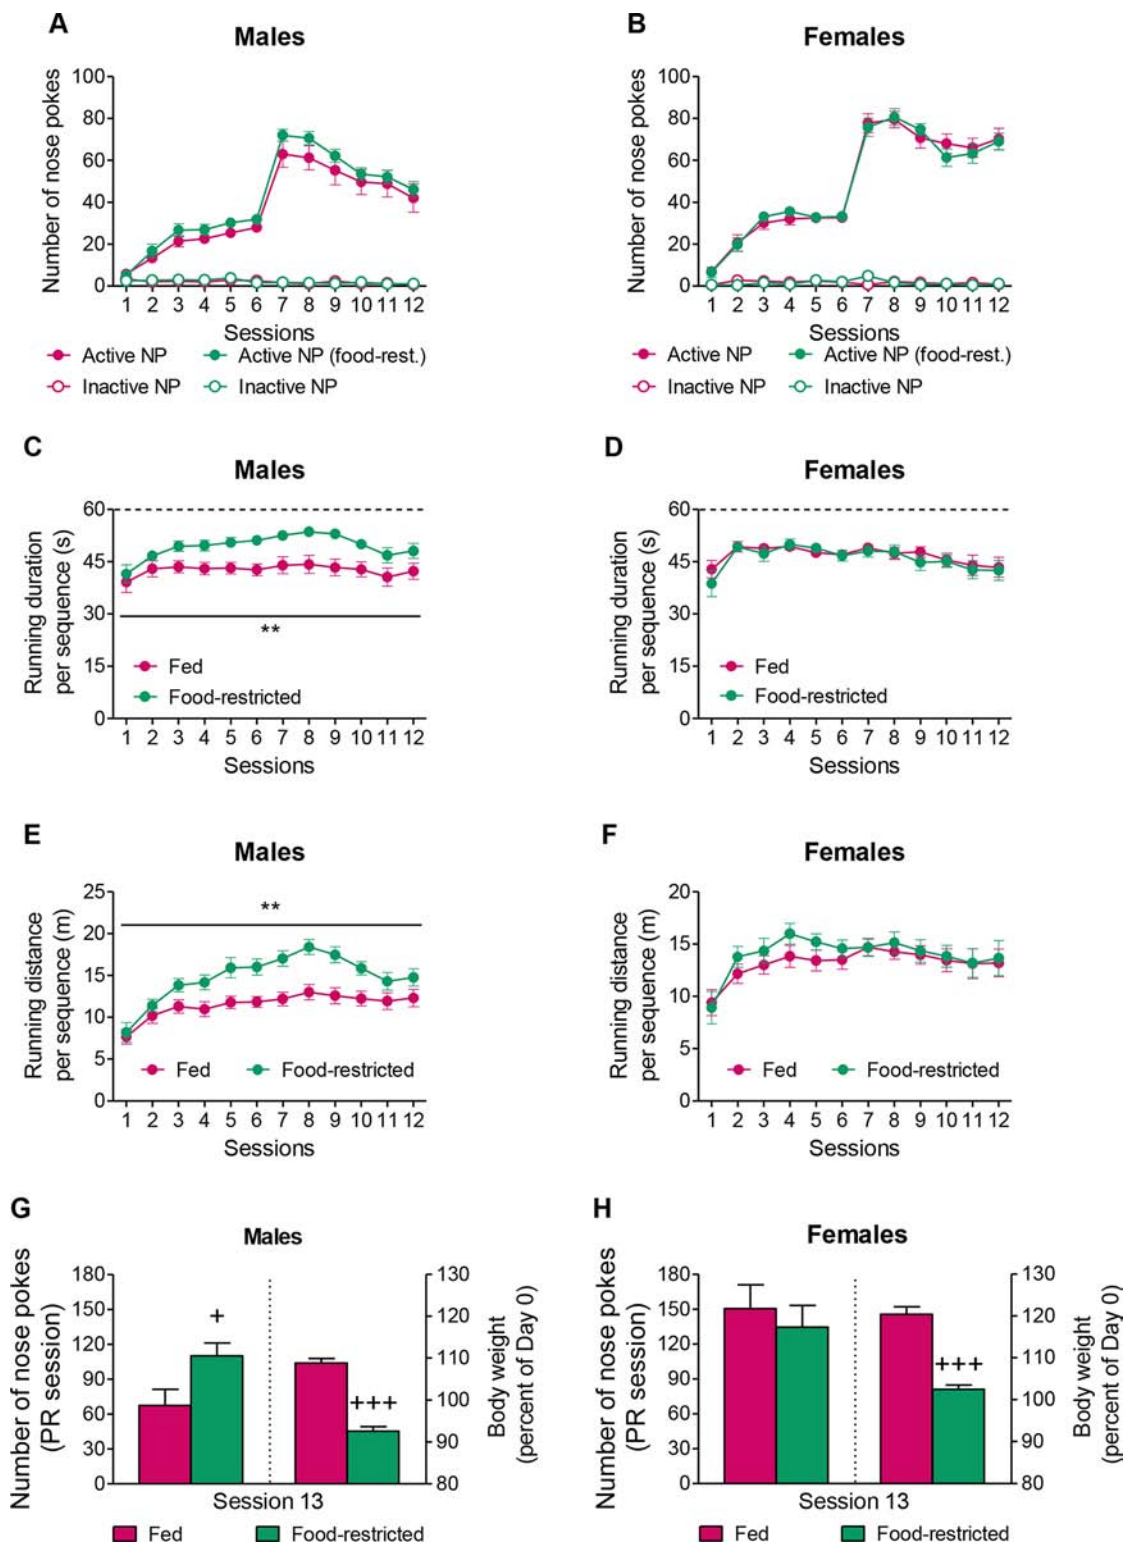 A
Males
Number of nose pokes
100
80
60
40
20
0
1 2 3 4 5 6 7 8 9 10 11 12
Sessions
Active NP
Active NP (food-rest.)
Inactive NP
Inactive NP
B
Females
Number of nose pokes
100
80
60
40
20
0
1 2 3 4 5 6 7 8 9 10 11 12
Sessions
Active NP
Active NP (food-rest.)
Inactive NP
Inactive NP
C
Males
Running duration
per sequence (s)
60
45
30
15
0
**
Fed
Food-restricted
1 2 3 4 5 6 7 8 9 10 11 12
Sessions
D
Females
Running duration
per sequence (s)
60
45
30
15
0
Fed
Food-restricted
1 2 3 4 5 6 7 8 9 10 11 12
Sessions
E
Males
Running distance
per sequence (m)
25
20
15
10
5
0
**
Fed
Food-restricted
1 2 3 4 5 6 7 8 9 10 11 12
Sessions
F
Females
Running distance
per sequence (m)
20
15
10
5
0
Fed
Food-restricted
1 2 3 4 5 6 7 8 9 10 11 12
Sessions
G
Males
Number of nose pokes
(PR session)
180
150
120
90
60
30
0
+
+++
130
120
110
100
90
80
Body weight
(percent of Day 0)
Session 13
Fed
Food-restricted
H
Females
Number of nose pokes
(PR session)
180
150
120
90
60
30
0
+++
130
120
110
100
90
80
Body weight
(percent of Day 0)
Session 13
Fed
Food-restricted